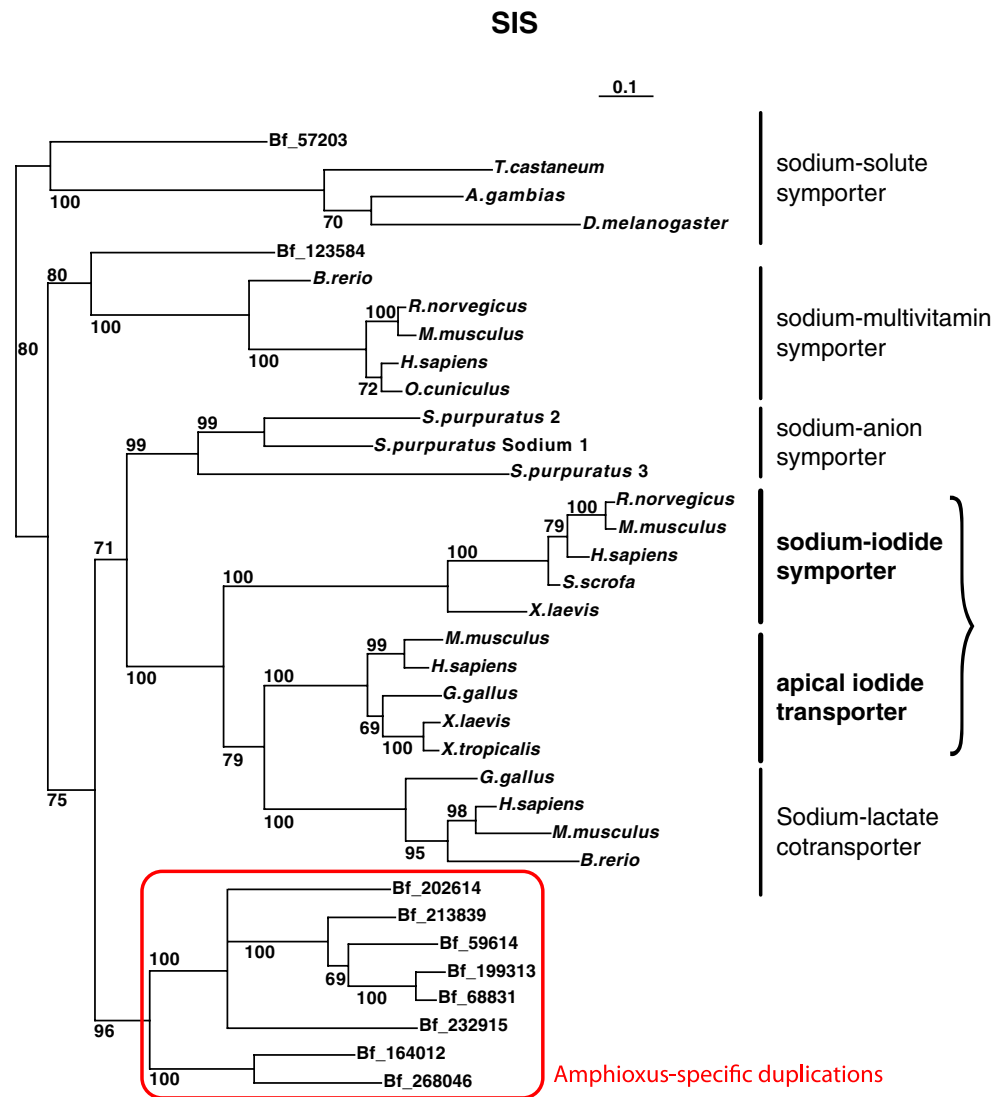 SIS
0.1
Bf_57203
T.castaneum
100
A.gambias
70
D.melanogaster
sodium-solute
symporter
Bf_123584
80
B.rerio
100
R.norvegicus
100
M.musculus
80
100
H.sapiens
72
O.cuniculus
sodium-multivitamin
symporter
S.purpuratus 2
99
S.purpuratus Sodium 1
99
S.purpuratus 3
sodium-anion
symporter
R.norvegicus
100
M.musculus
79
71
100
H.sapiens
100
S.scrofa
X.laevis
sodium-iodide
symporter
M.musculus
99
H.sapiens
100
100
G.gallus
X.laevis
69
100
X.tropicalis
79
apical iodide
transporter
G.gallus
75
H.sapiens
98
100
M.musculus
95
B.rerio
Sodium-lactate
cotransporter
Bf_202614
Bf_213839
100
Bf_59614
100
Bf_199313
69
100
Bf_68831
96
Bf_232915
Bf_164012
100
Bf_268046
Amphioxus-specific duplications